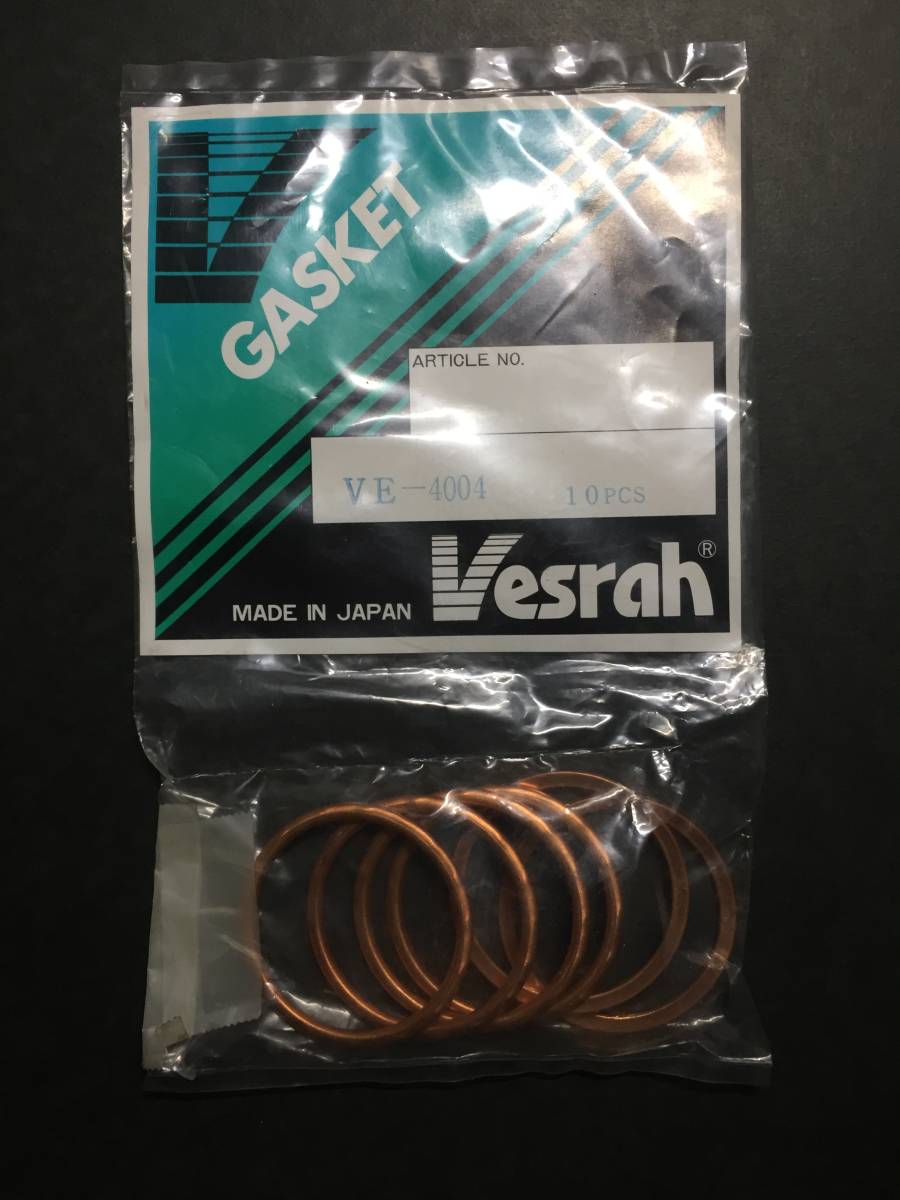 GASKET
ARTICLE NO.
VE-4004 10PCS
MADE IN JAPAN Vesrah®